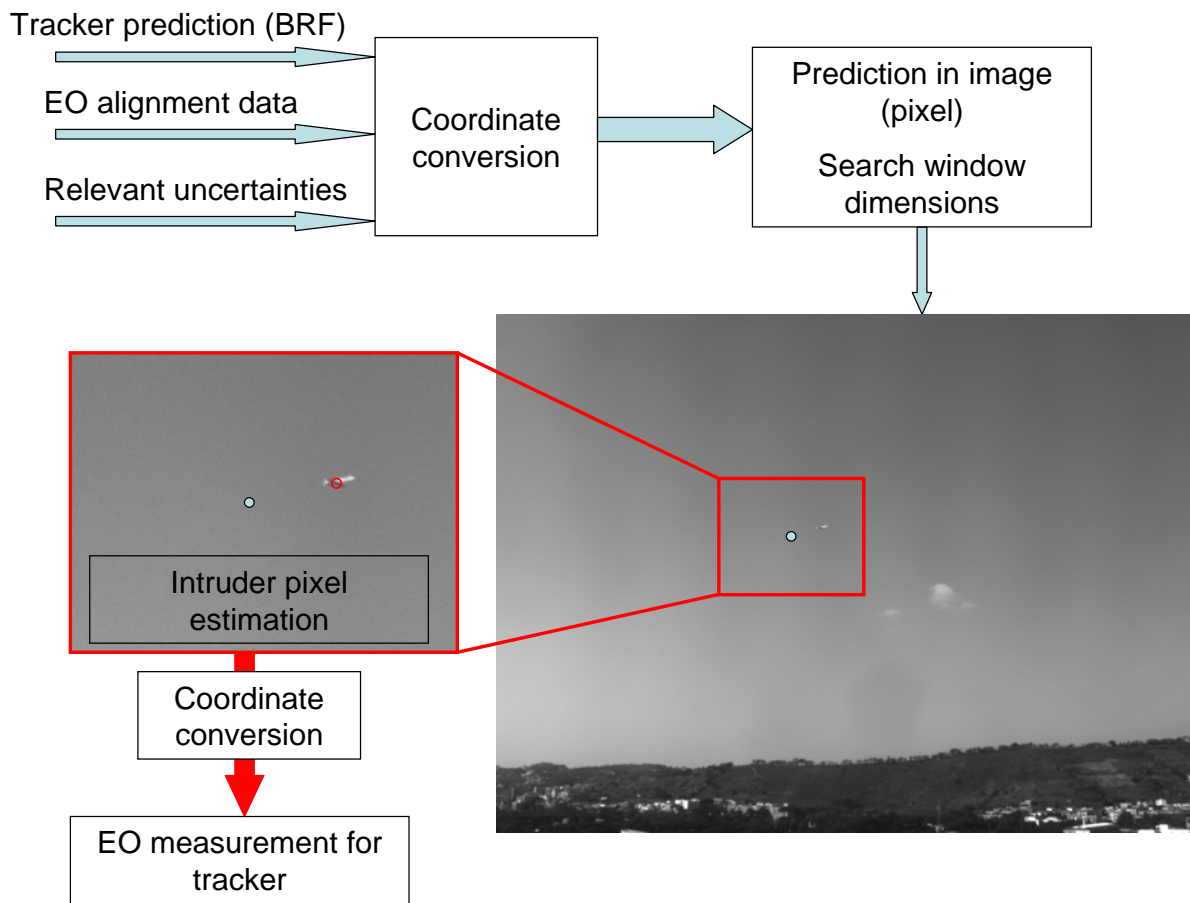 Tracker prediction (BRF)
EO alignment data
Relevant uncertainties
Coordinate
conversion
Prediction in image
(pixel)
Search window
dimensions
Intruder pixel
estimation
Coordinate
conversion
EO measurement for
tracker